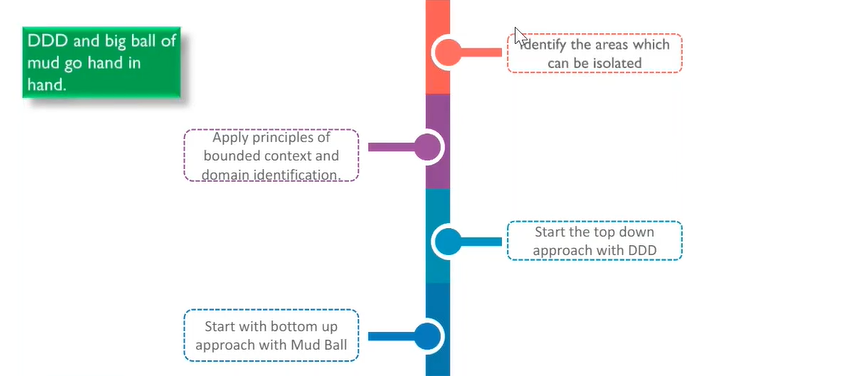 DDD and big ball of
mud go hand in
hand.
Identify the areas which
can be isolated
Apply principles of
bounded context and
domain identification.
Start the top down
approach with DDD
Start with bottom up
approach with Mud Ball